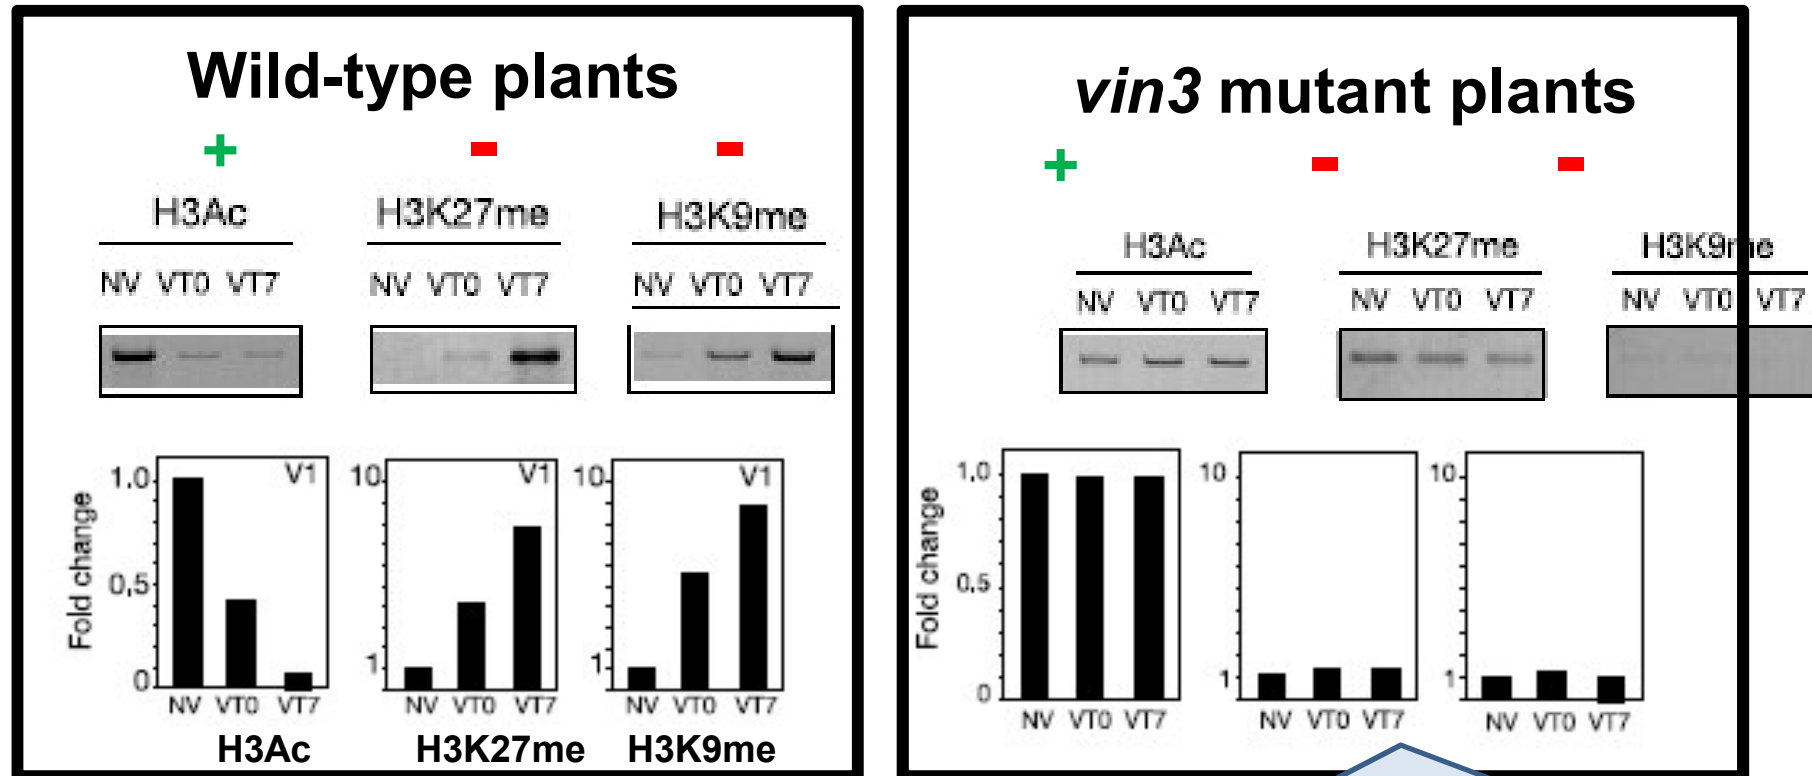 Wild-type plants
+ - -
H3Ac H3K27me H3K9me
NV VT0 VT7 NV VT0 VT7 NV VT0 VT7
Fold change
1.0
0,5
0
V1
NV VT0 VT7
10
1
V1
NV VT0 VT7
10
1
V1
NV VT0 VT7
H3Ac H3K27me H3K9me
vin3 mutant plants
+ - -
H3Ac H3K27me H3K9me
NV VT0 VT7 NV VT0 VT7 NV VT0 VT7
Fold change
1.0
0.5
0
NV VT0 VT7
10
1
NV VT0 VT7
10
1
NV VT0 VT7